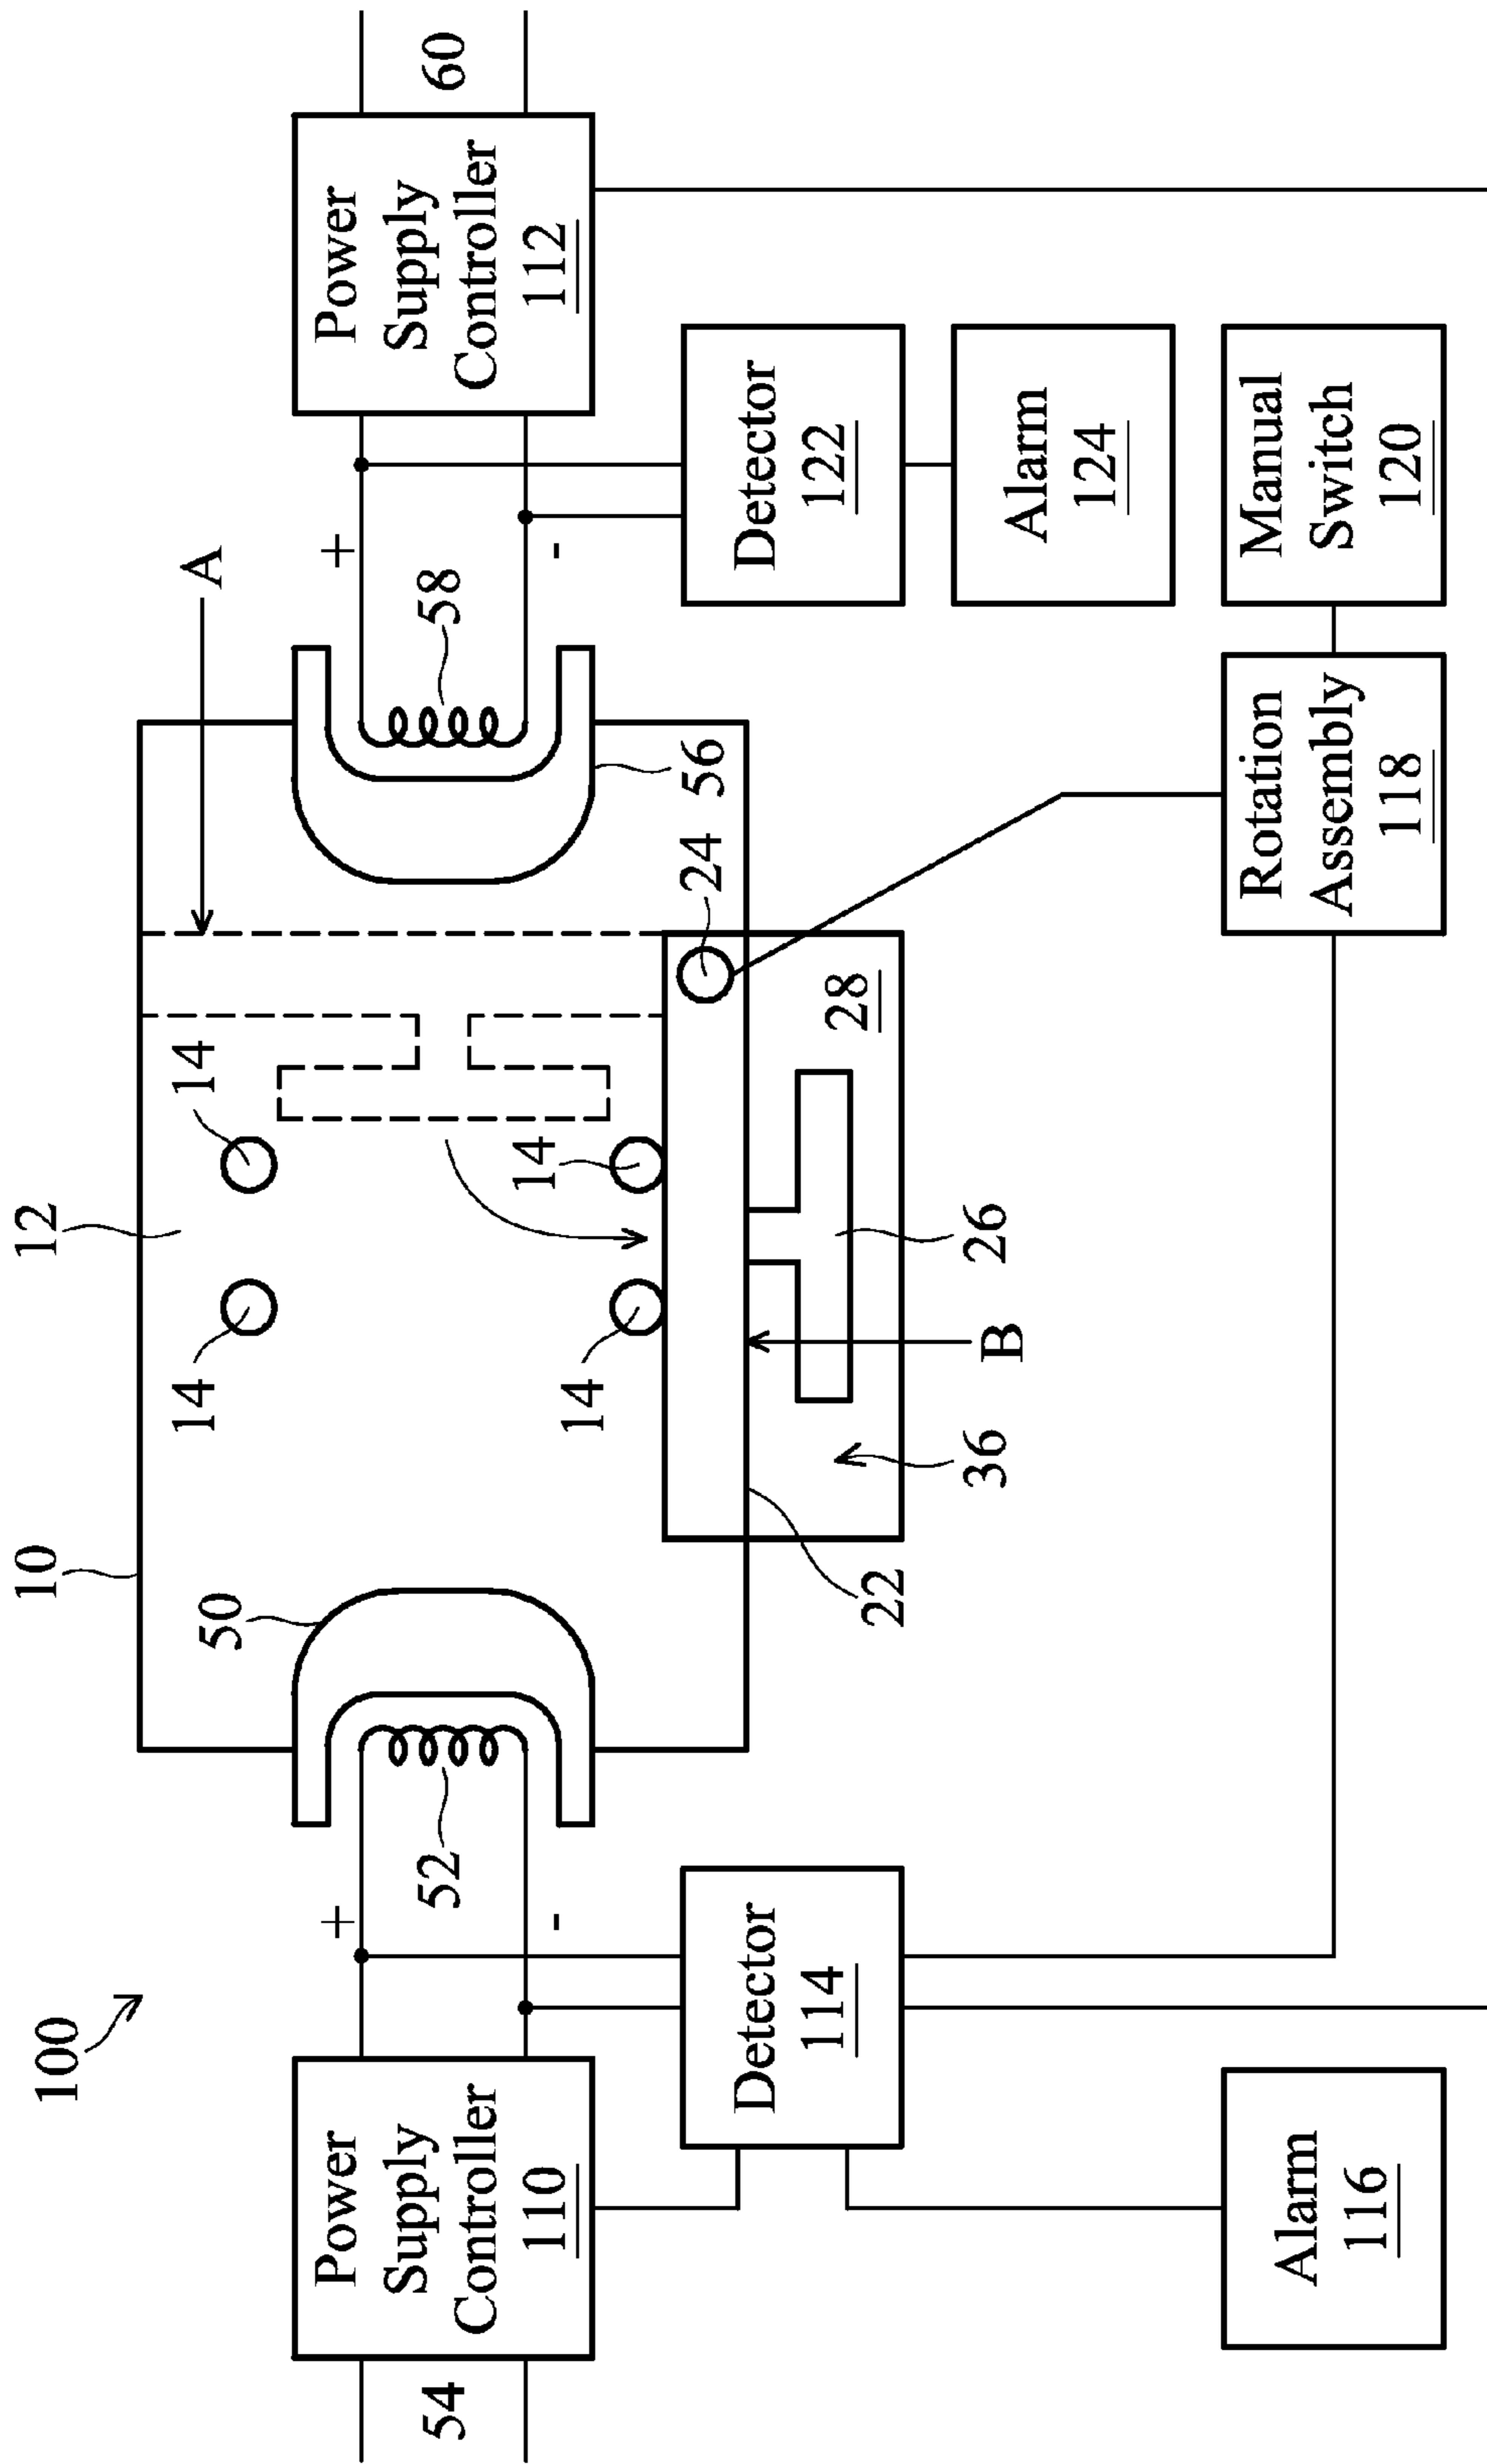 100
10
12
A
50
14
14
14
14
24
56
22
36
B
26
28
54
Power
Supply
Controller
110
+
-
52
58
+
-
Power
Supply
Controller
112
60
Detector
114
Detector
122
Alarm
124
Alarm
116
Rotation
Assembly
118
Manual
Switch
120